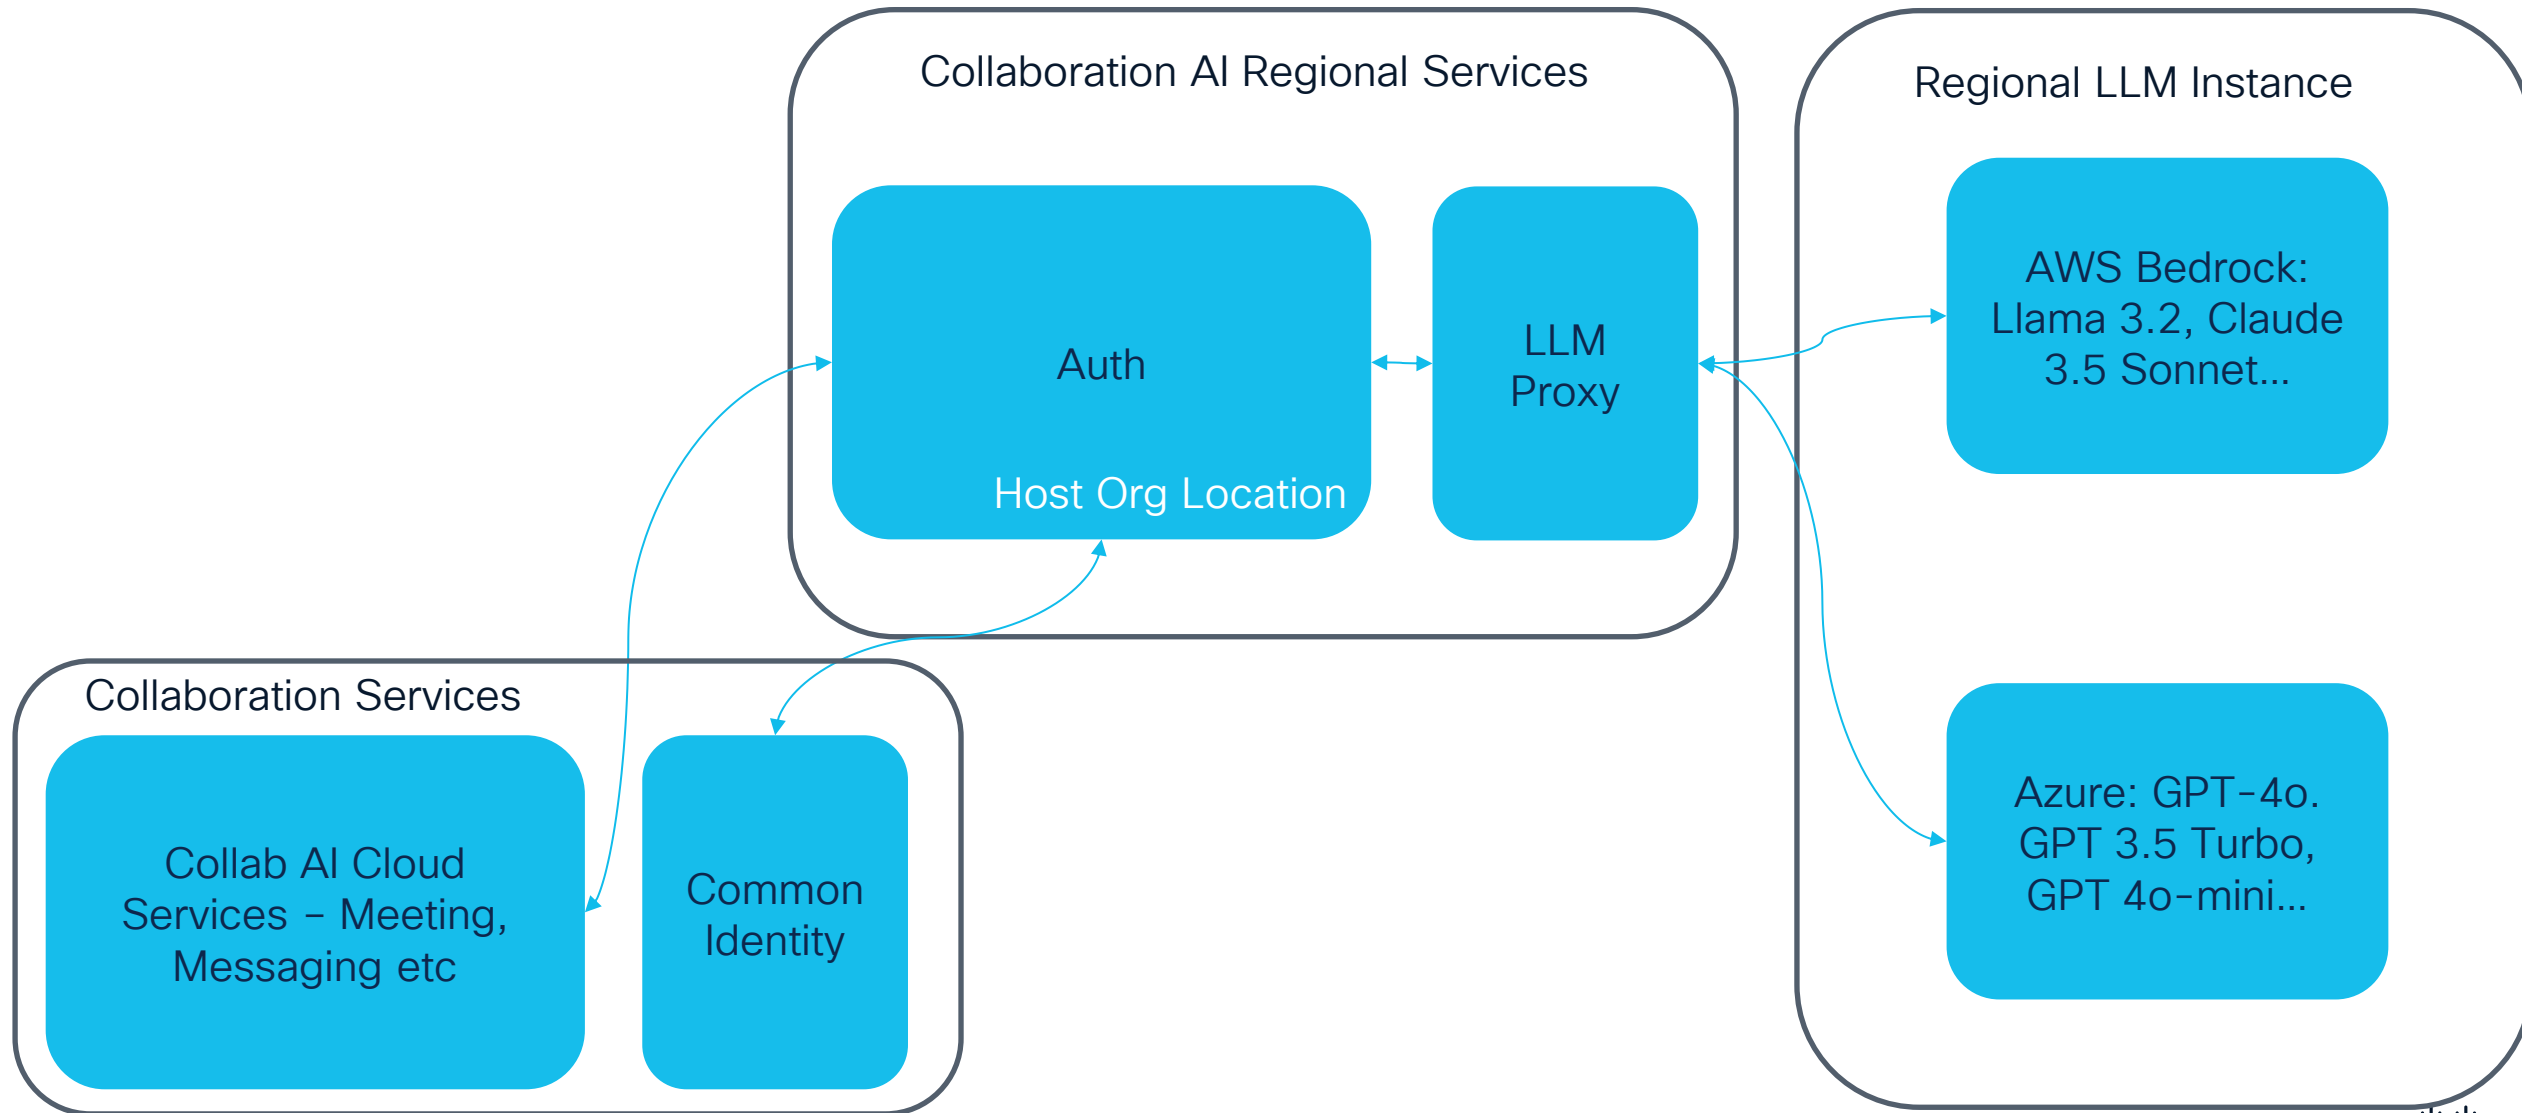 Collaboration AI Regional Services
Regional LLM Instance
Auth
Host Org Location
LLM
Proxy
AWS Bedrock:
Llama 3.2, Claude
3.5 Sonnet...
Collaboration Services
Collab AI Cloud
Services – Meeting,
Messaging etc
Common
Identity
Azure: GPT-4o.
GPT 3.5 Turbo,
GPT 4o-mini...